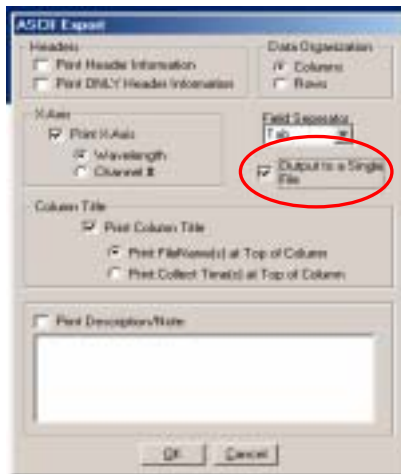 ASCII Export
Headers
Print Header Information
Print ONLY Header Information
Data Organization
Columns
Rows
X-Axis
Print X-Axis
Wavelength
Channel #
Field Seperator
Tab
Output to a Single
File
Column Title
Print Column Title
Print FileName(s) at Top of Column
Print Collect Time(s) at Top of Column
Print Description/Note
OK
Cancel